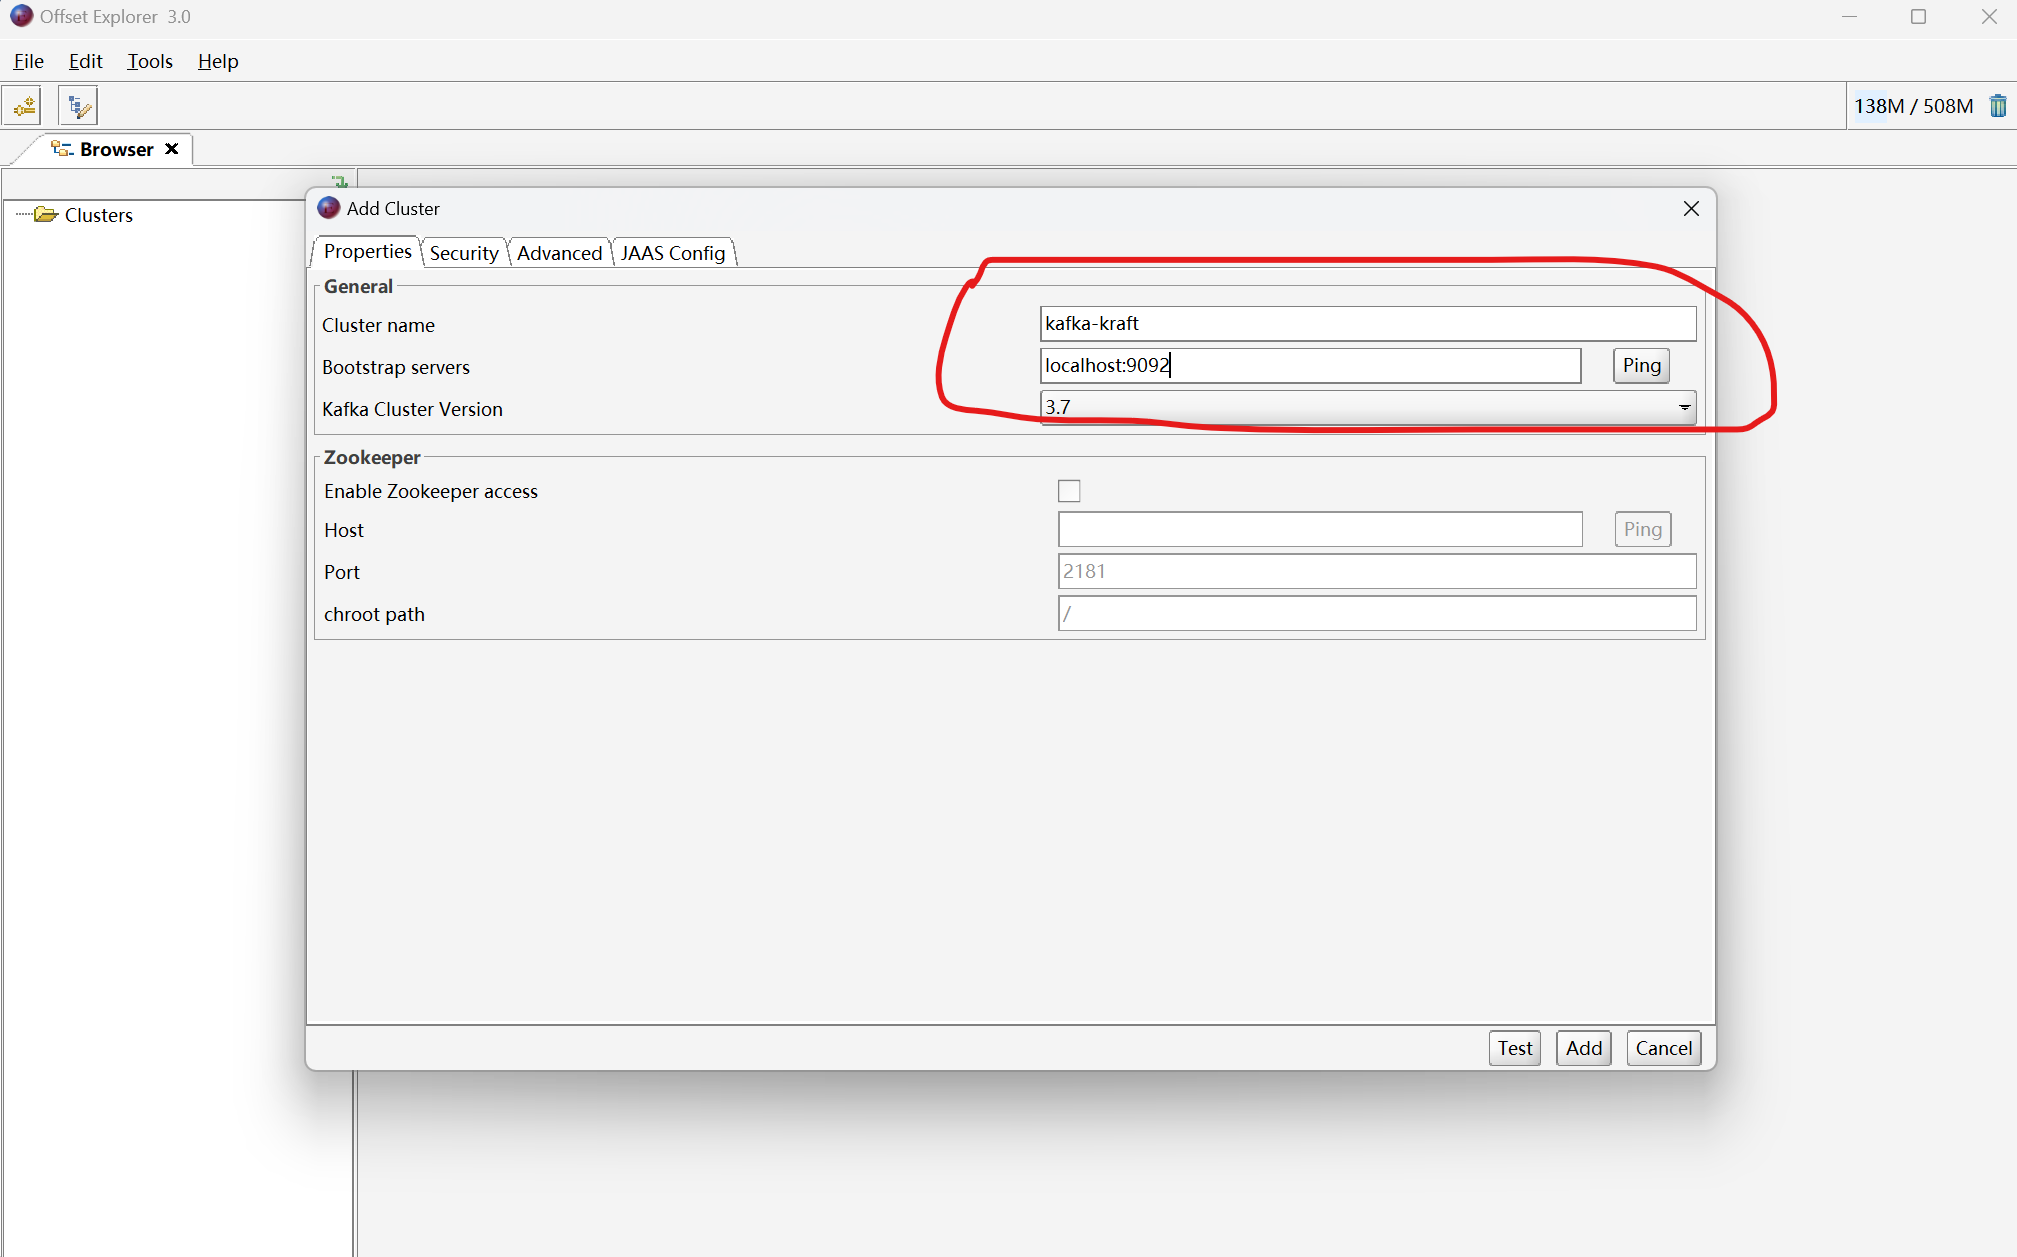 Offset Explorer 3.0
File Edit Tools Help
138M / 508M
Browser
Clusters
Add Cluster
Properties Security Advanced JAAS Config
General
Cluster name kafka-kraft
Bootstrap servers localhost:9092 Ping
Kafka Cluster Version 3.7
Zookeeper
Enable Zookeeper access
Host Ping
Port 2181
chroot path /
Test Add Cancel